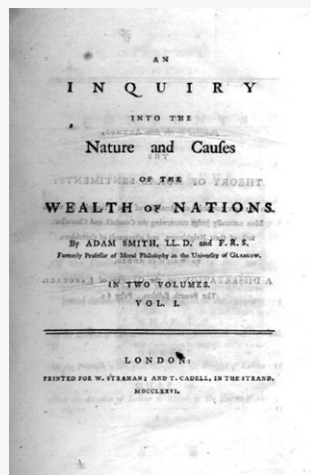 AN
INQUIRY
INTO THE
Nature and Cauſes
OF THE
WEALTH OF NATIONS.
By ADAM SMITH, LL. D. and F. R. S.
Formerly Profeſſor of Moral Philoſophy in the Univerſity of GLASGOW.
IN TWO VOLUMES.
VOL. I.
LONDON:
PRINTED FOR W. STRAHAN; AND T. CADELL, IN THE STRAND.
MDCCLXXVI.